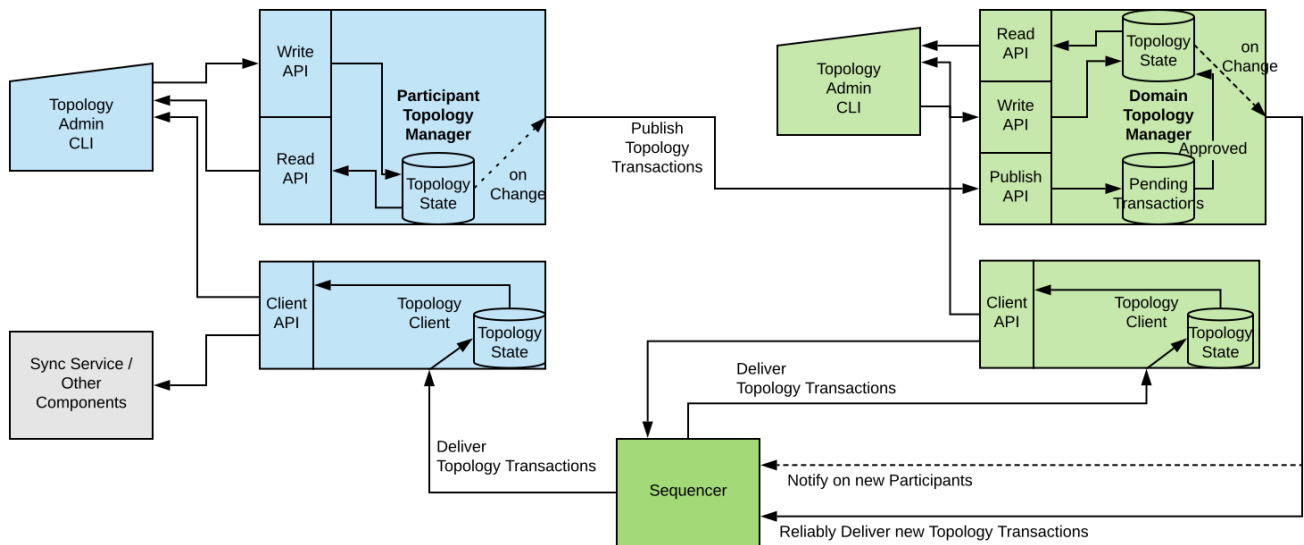 Write
API
Topology
Admin
CLI
Read
API
Participant
Topology
Manager
Topology
State
on
Change
Publish
Topology
Transactions
Topology
Admin
CLI
Read
API
Write
API
Publish
API
Topology
State
on
Change
Domain
Topology
Manager
Approved
Pending
Transactions
Client
API
Topology
Client
Topology
State
Sync Service /
Other
Components
Client
API
Topology
Client
Topology
State
Deliver
Topology Transactions
Deliver
Topology Transactions
Sequencer
Notify on new Participants
Reliably Deliver new Topology Transactions